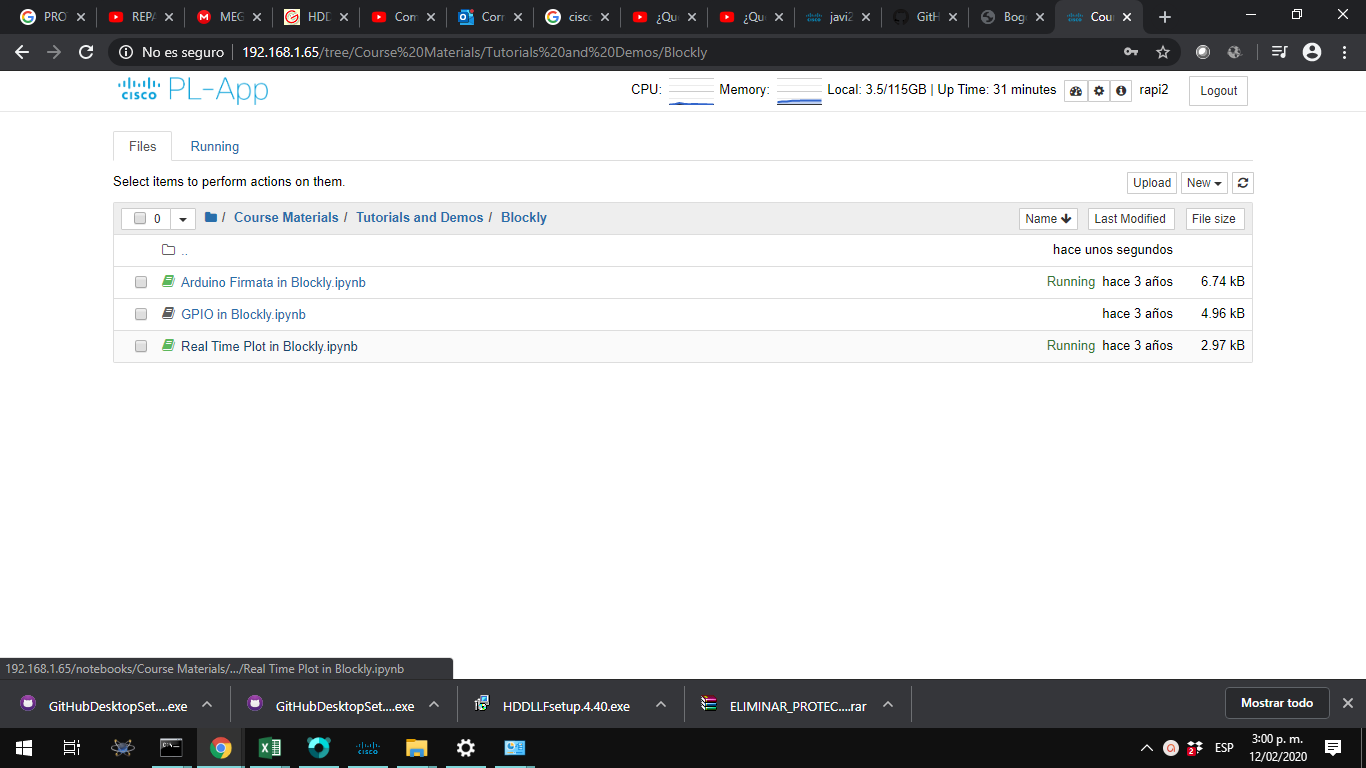 PRO REPA MEG HDD Com Corr cisco ¿Qu ¿Qu javi2 GitH Bog Cou
No es seguro 192.168.1.65/tree/Course%20Materials/Tutorials%20and%20Demos/Blockly
cisco PL-App CPU: Memory: Local: 3.5/115GB | Up Time: 31 minutes rapi2 Logout
Files Running
Select items to perform actions on them. Upload New
0 / Course Materials / Tutorials and Demos / Blockly Name Last Modified File size
.. hace unos segundos
Arduino Firmata in Blockly.ipynb Running hace 3 años 6.74 kB
GPIO in Blockly.ipynb hace 3 años 4.96 kB
Real Time Plot in Blockly.ipynb Running hace 3 años 2.97 kB
192.168.1.65/notebooks/Course Materials/.../Real Time Plot in Blockly.ipynb
GitHubDesktopSet....exe GitHubDesktopSet....exe HDDLLFsetup.4.40.exe ELIMINAR_PROTEC....rar Mostrar todo
cisco 2 ESP 3:00 p. m.
12/02/2020